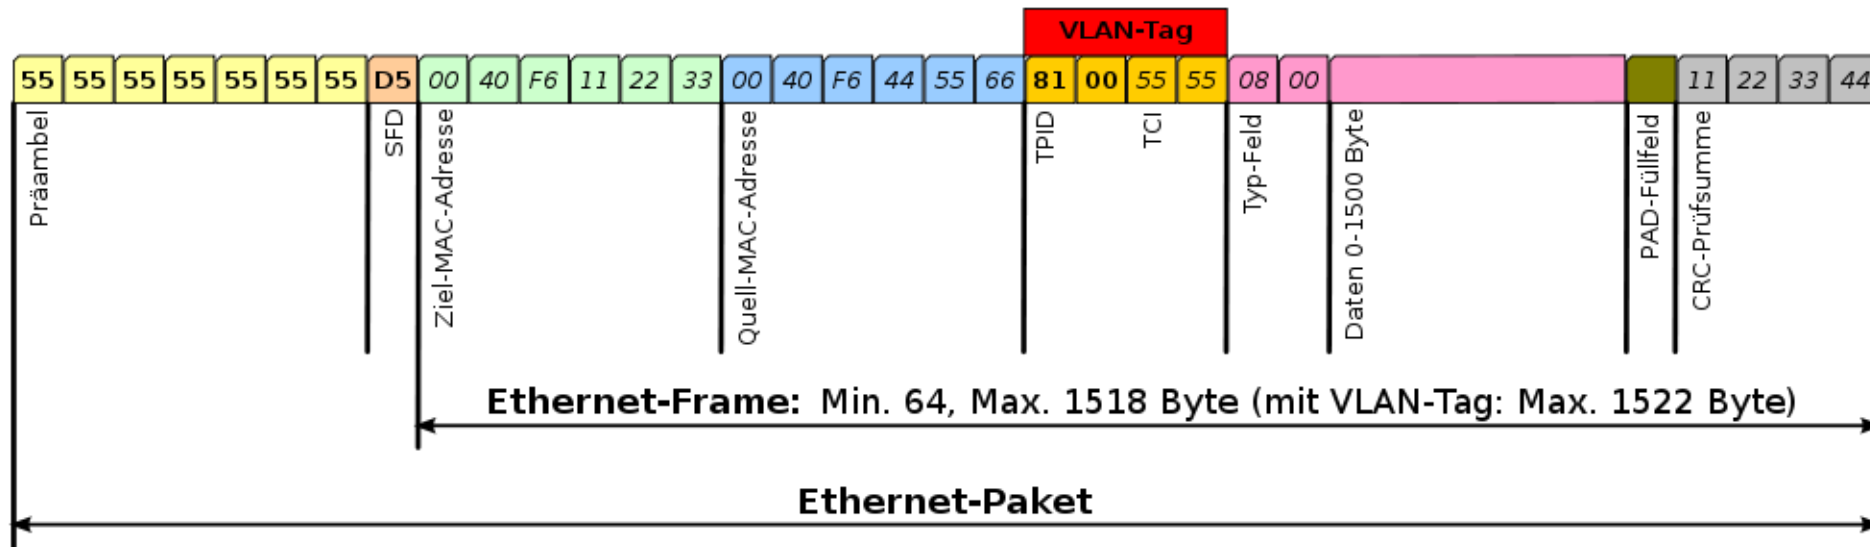 VLAN-Tag
55 55 55 55 55 55 55 D5 00 40 F6 11 22 33 00 40 F6 44 55 66 81 00 55 55 08 00 11 22 33 44
Präambel
SFD
Ziel-MAC-Adresse
Quell-MAC-Adresse
TPID
TCI
Typ-Feld
Daten 0-1500 Byte
PAD-Füllfeld
CRC-Prüfsumme
Ethernet-Frame: Min. 64, Max. 1518 Byte (mit VLAN-Tag: Max. 1522 Byte)
Ethernet-Paket